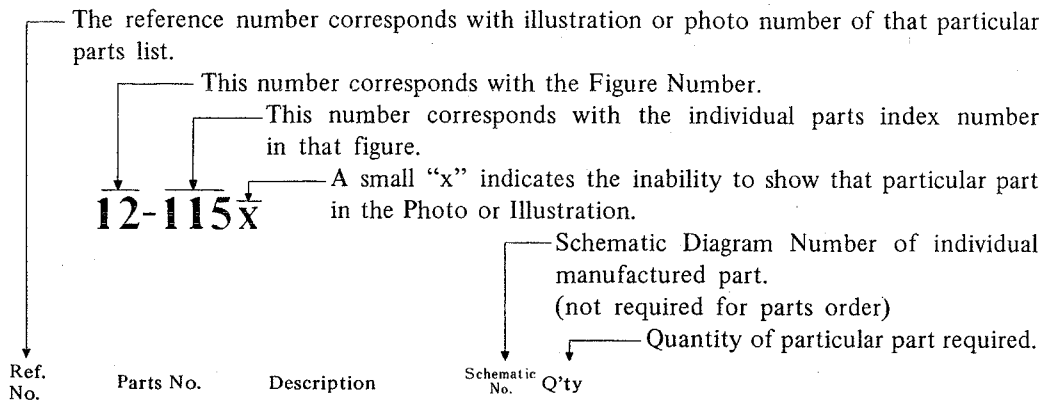 The reference number corresponds with illustration or photo number of that particular
parts list.
This number corresponds with the Figure Number.
This number corresponds with the individual parts index number
in that figure.
A small “x” indicates the inability to show that particular part
in the Photo or Illustration.
12-115x
Schematic Diagram Number of individual
manufactured part.
(not required for parts order)
Quantity of particular part required.
Ref.
No.
Parts No.
Description
Schematic
No.
Q'ty